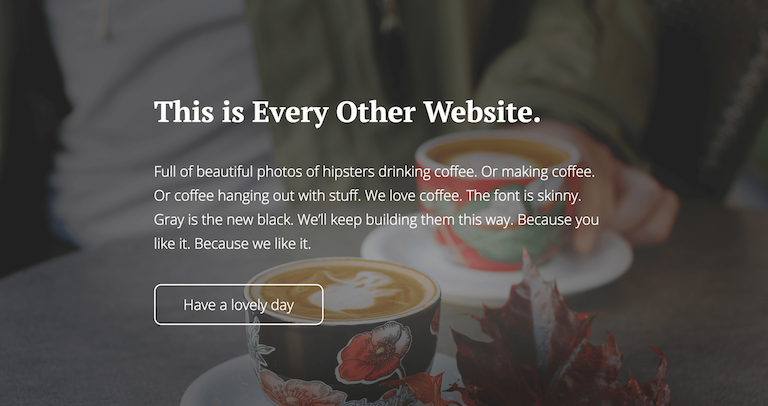 This is Every Other Website.
Full of beautiful photos of hipsters drinking coffee. Or making coffee.
Or coffee hanging out with stuff. We love coffee. The font is skinny.
Gray is the new black. We’ll keep building them this way. Because you
like it. Because we like it.
Have a lovely day